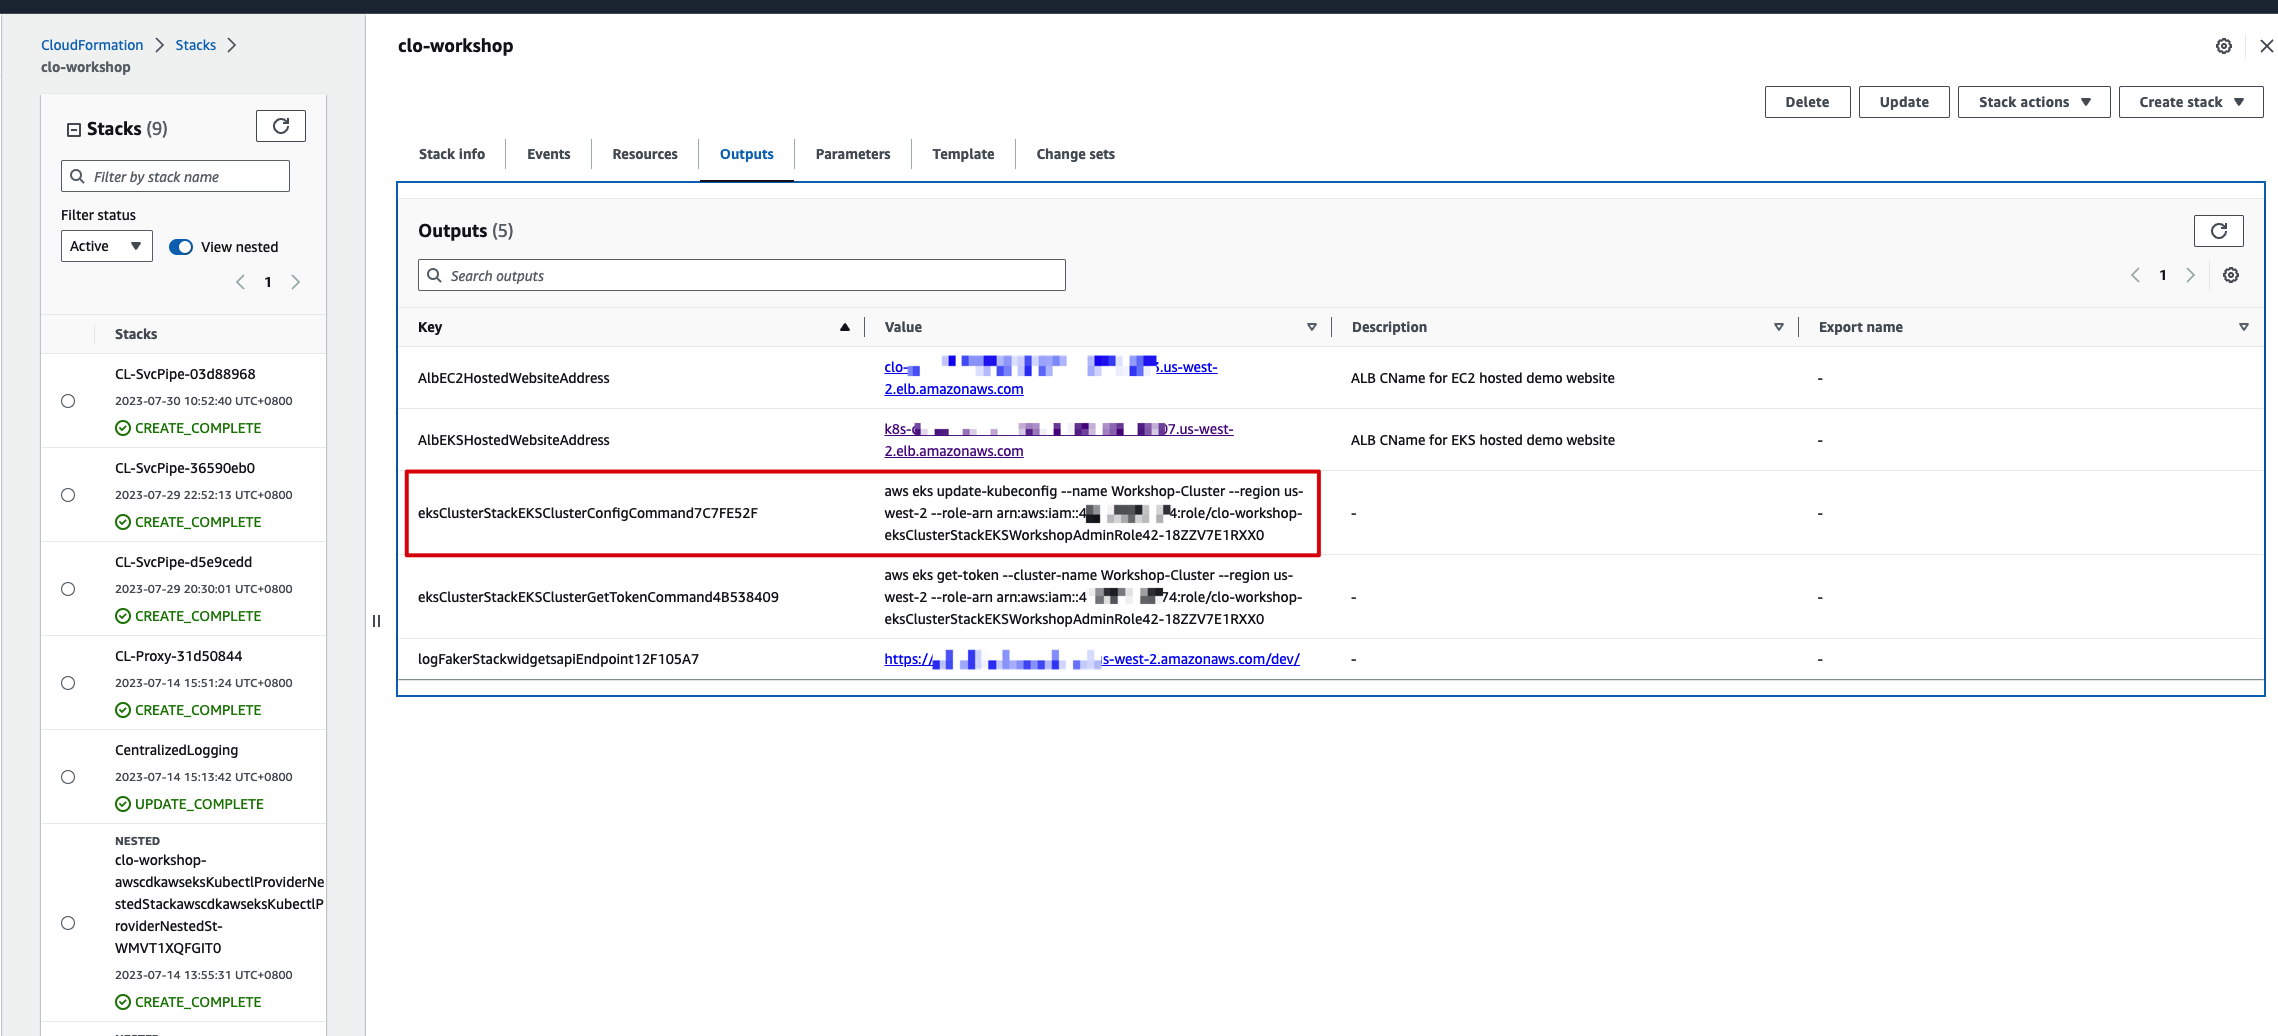 CloudFormation > Stacks >
clo-workshop
Stacks (9)
Filter by stack name
Filter status
Active
View nested
1
Stacks
CL-SvcPipe-03d88968
2023-07-30 10:52:40 UTC+0800
CREATE_COMPLETE
CL-SvcPipe-36590eb0
2023-07-29 22:52:13 UTC+0800
CREATE_COMPLETE
CL-SvcPipe-d5e9cedd
2023-07-29 20:30:01 UTC+0800
CREATE_COMPLETE
CL-Proxy-31d50844
2023-07-14 15:51:24 UTC+0800
CREATE_COMPLETE
CentralizedLogging
2023-07-14 15:13:42 UTC+0800
UPDATE_COMPLETE
NESTED
clo-workshop-
awscdkawseksKubectlProviderNe
stedStackawscdkawseksKubectlP
roviderNestedSt-
WMVT1XQFGIT0
2023-07-14 13:55:31 UTC+0800
CREATE_COMPLETE
clo-workshop
Delete Update Stack actions Create stack
Stack info Events Resources Outputs Parameters Template Change sets
Outputs (5)
Search outputs
1
Key Value Description Export name
AlbEC2HostedWebsiteAddress
clo- .us-west-
2.elb.amazonaws.com
ALB CName for EC2 hosted demo website
-
AlbEKSHostedWebsiteAddress
k8s- 07.us-west-
2.elb.amazonaws.com
ALB CName for EKS hosted demo website
-
eksClusterStackEKSClusterConfigCommand7C7FE52F
aws eks update-kubeconfig --name Workshop-Cluster --region us-
west-2 --role-arn arn:aws:iam::4 4:role/clo-workshop-
eksClusterStackEKSWorkshopAdminRole42-18ZZV7E1RXX0
-
-
eksClusterStackEKSClusterGetTokenCommand4B538409
aws eks get-token --cluster-name Workshop-Cluster --region us-
west-2 --role-arn arn:aws:iam::4 74:role/clo-workshop-
eksClusterStackEKSWorkshopAdminRole42-18ZZV7E1RXX0
-
-
logFakerStackwidgetsapiEndpoint12F105A7
https:// s-west-2.amazonaws.com/dev/
-
-